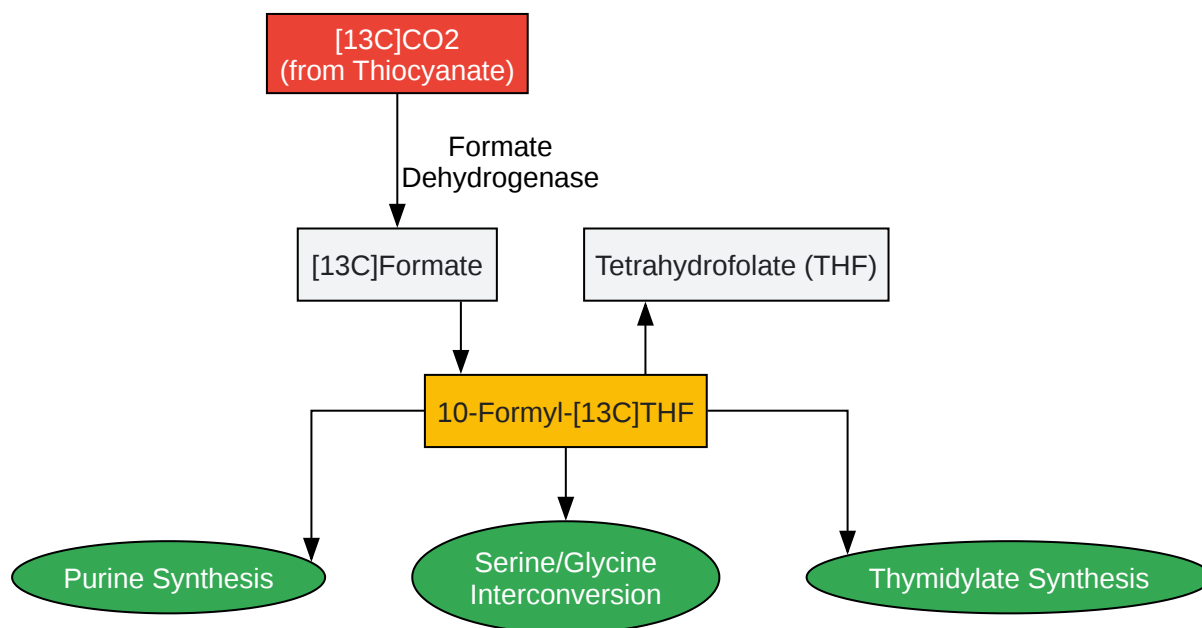 [13C]CO2
(from Thiocyanate)
Formate
Dehydrogenase
[13C]Formate
Tetrahydrofolate (THF)
10-Formyl-[13C]THF
Purine Synthesis
Serine/Glycine
Interconversion
Thymidylate Synthesis